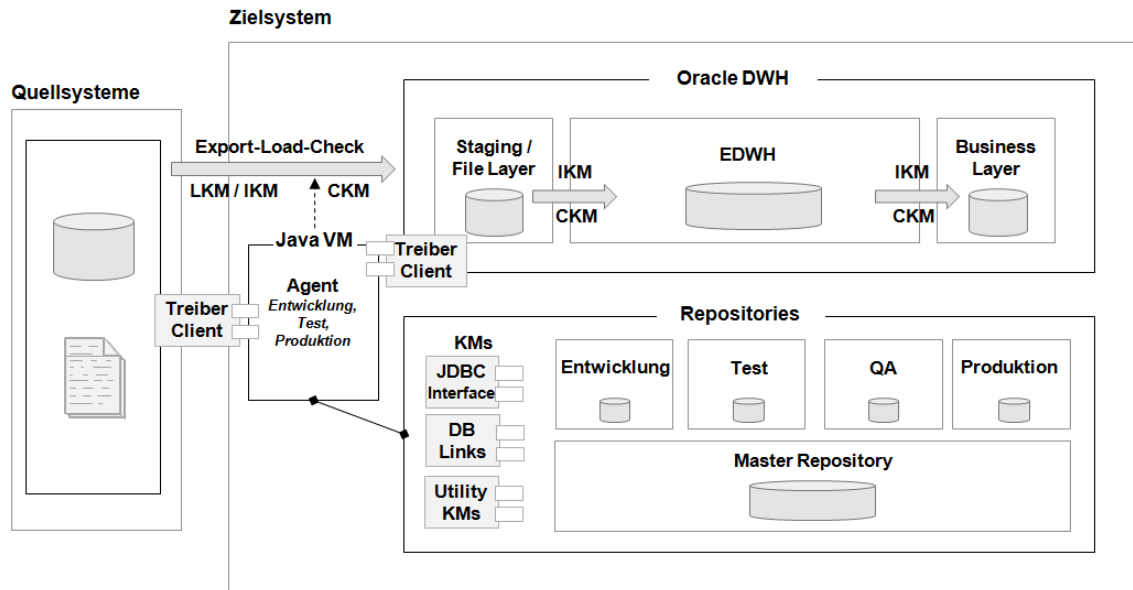 Zielsystem
Quellsysteme
Oracle DWH
Export-Load-Check
LKM / IKM
CKM
Staging /
File Layer
IKM
CKM
EDWH
IKM
CKM
Business
Layer
Java VM
Agent
Entwicklung,
Test,
Produktion
Treiber
Client
Treiber
Client
Repositories
KMs
JDBC
Interface
DB
Links
Utility
KMs
Entwicklung
Test
QA
Produktion
Master Repository